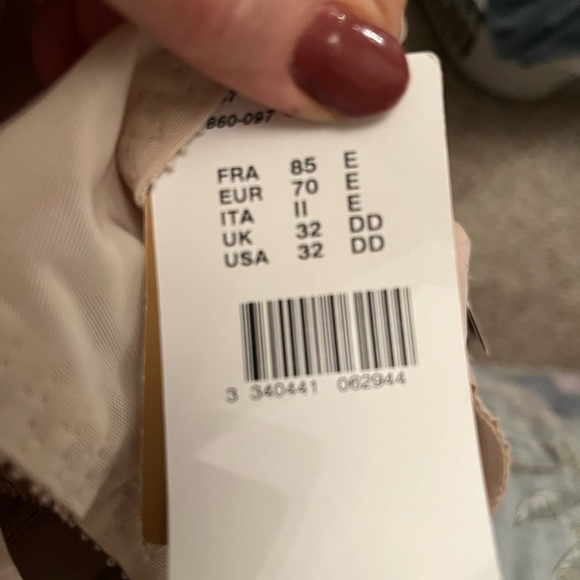 860-097
FRA 85 E
EUR 70 E
ITA II E
UK 32 DD
USA 32 DD
3 340441 062944